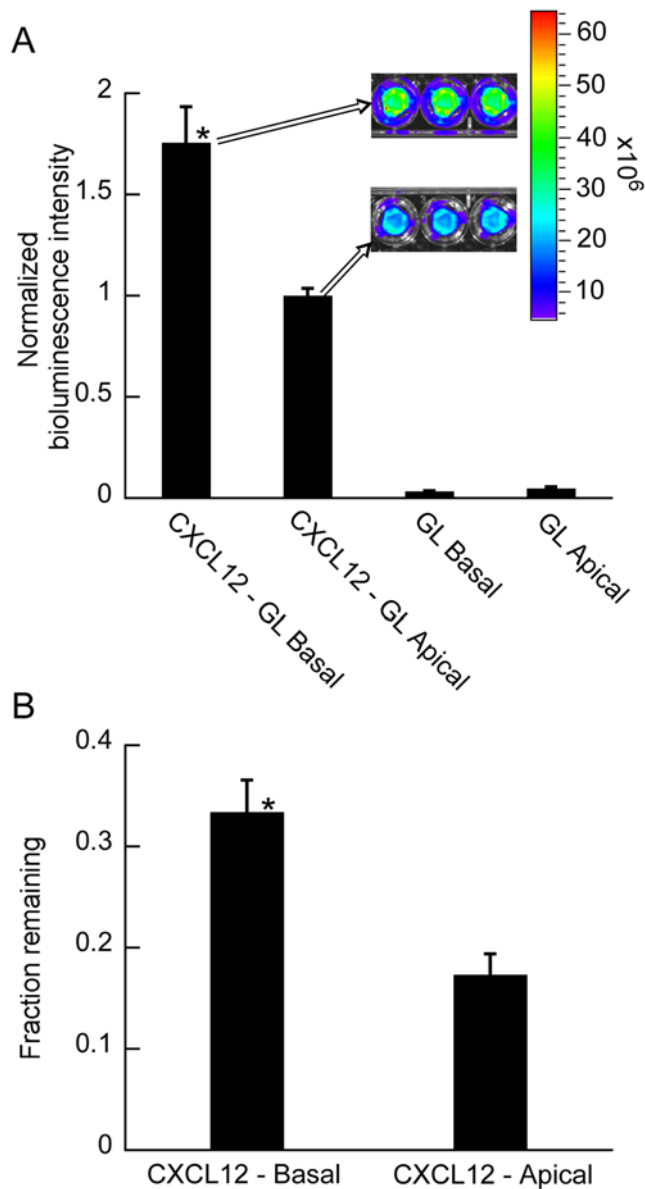 A
Normalized
bioluminescence intensity
2
1.5
1
0.5
0
*
60
50
40
30
20
10
x10⁶
CXCL12 - GL Basal
CXCL12 - GL Apical
GL Basal
GL Apical
B
Fraction remaining
0.4
0.3
0.2
0.1
0
*
CXCL12 - Basal
CXCL12 - Apical